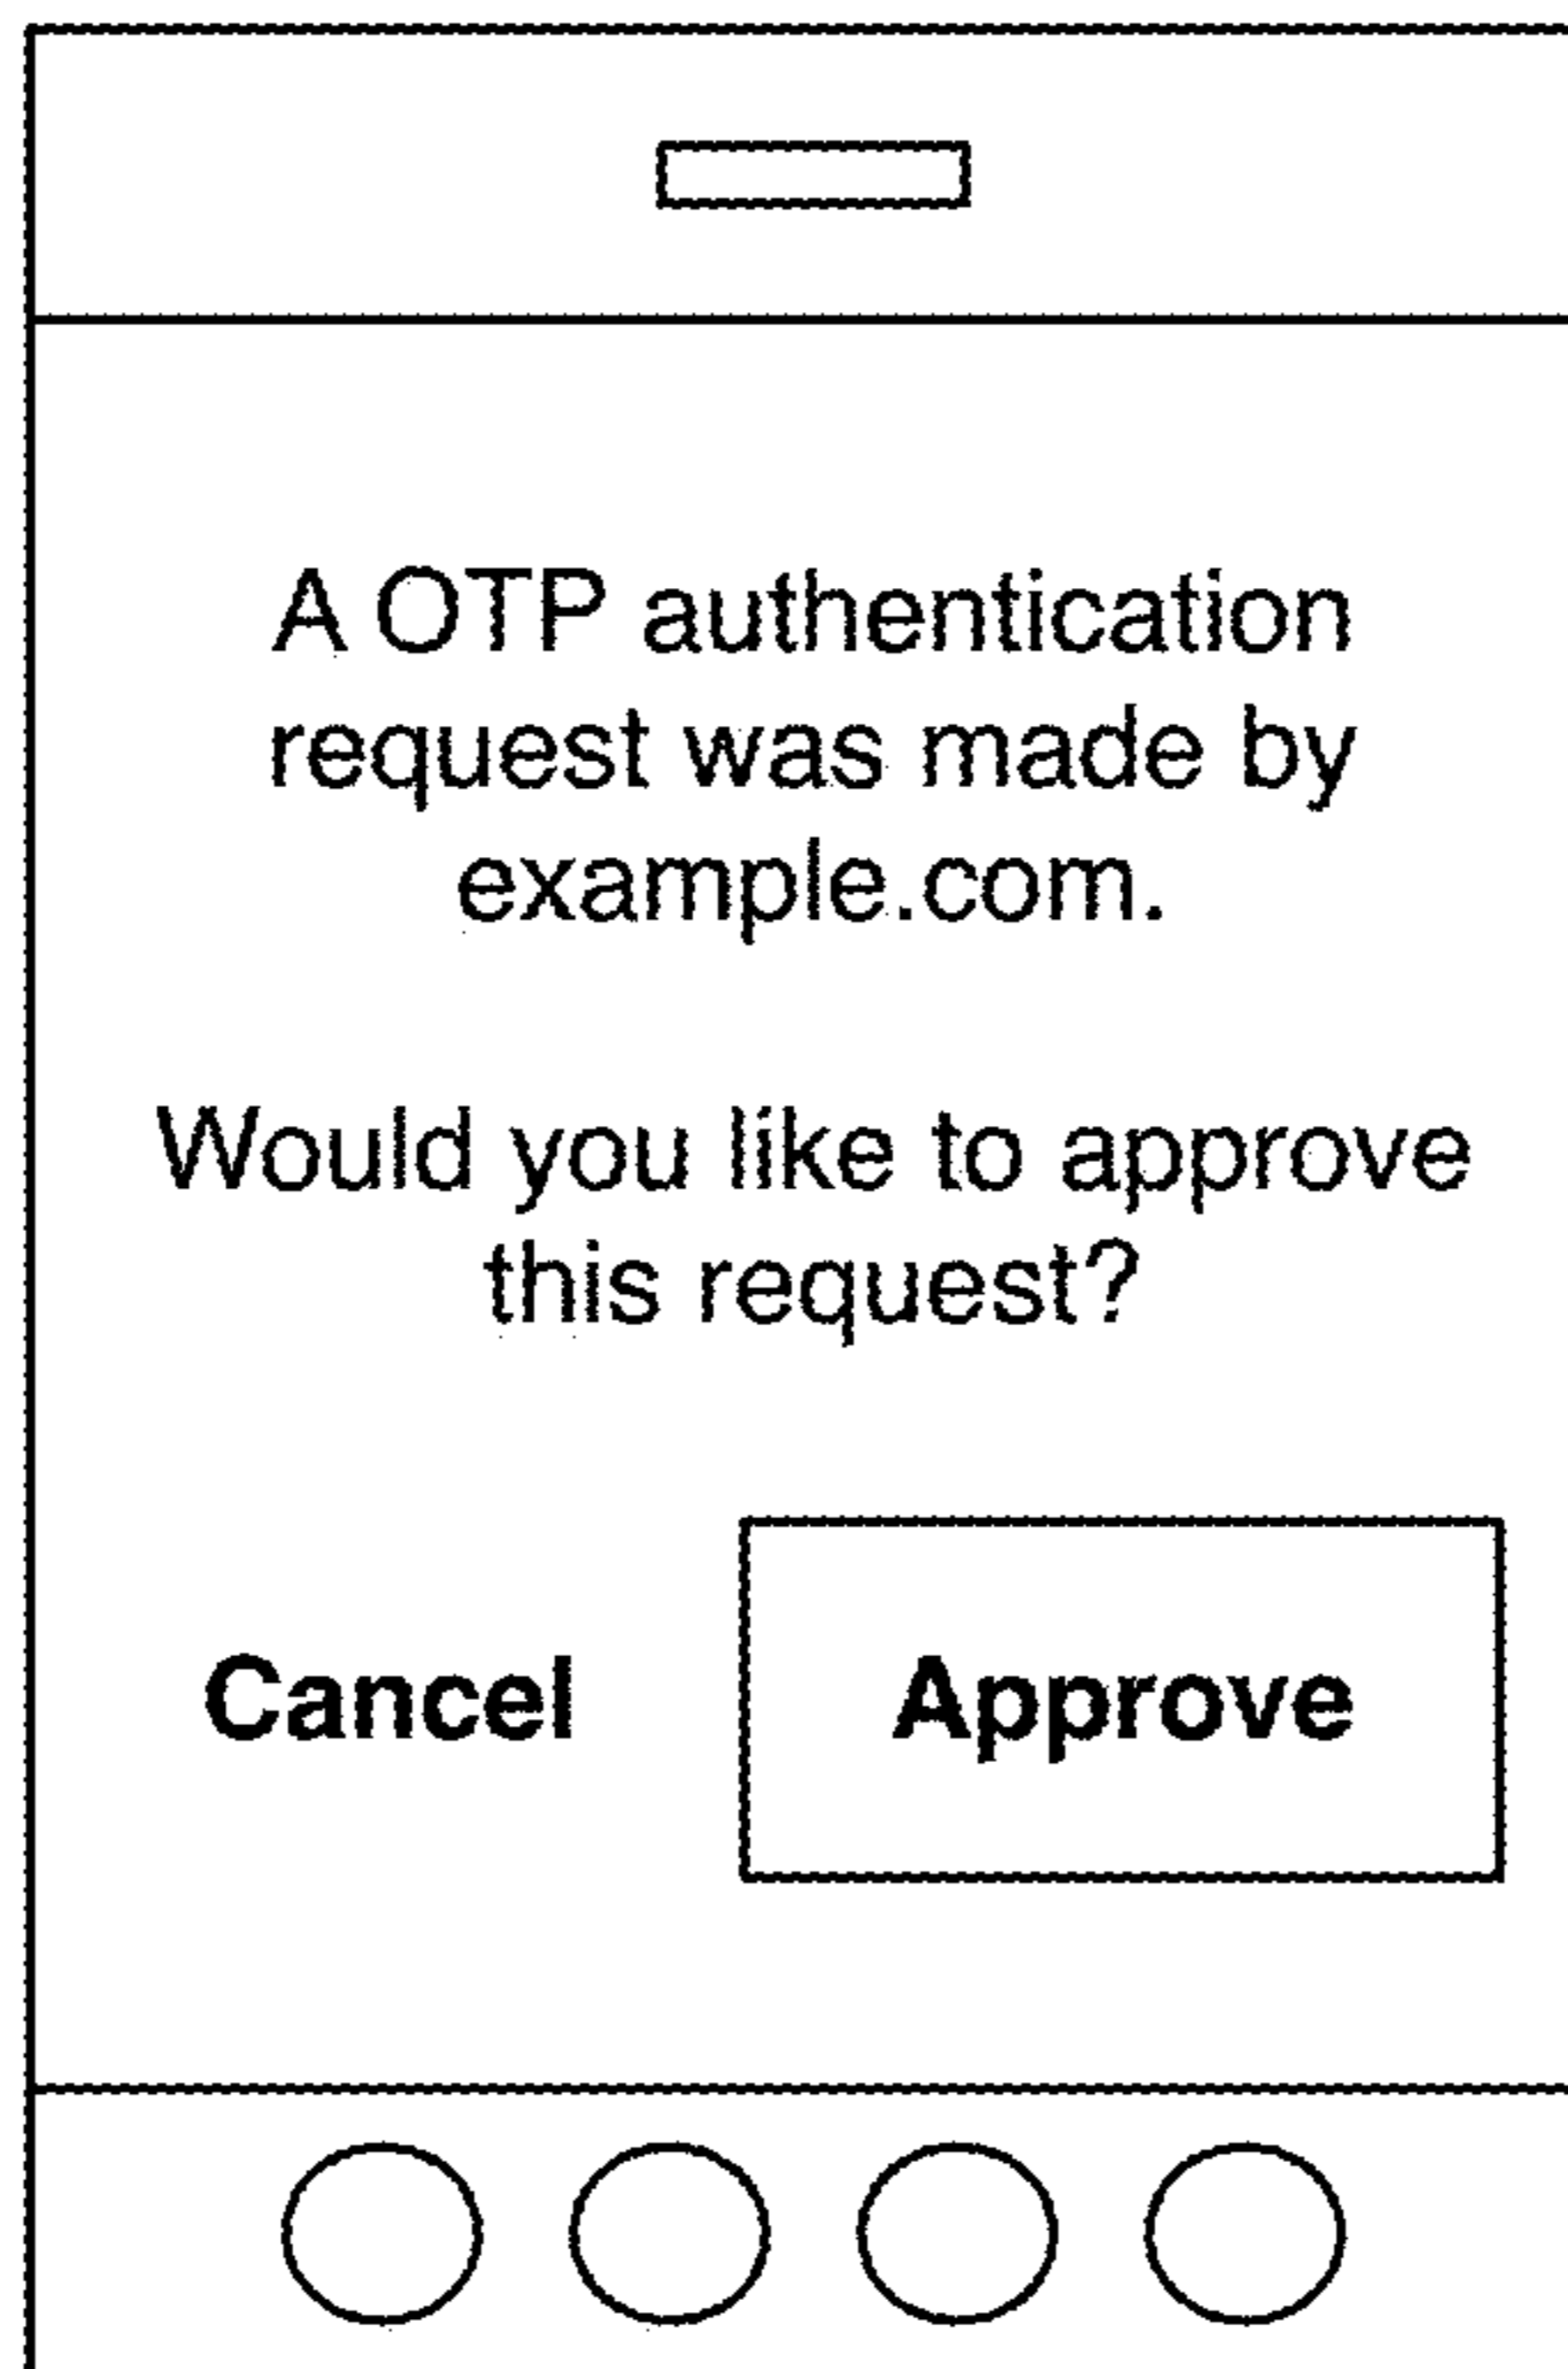 A OTP authentication
request was made by
example.com.
Would you like to approve
this request?
Cancel
Approve